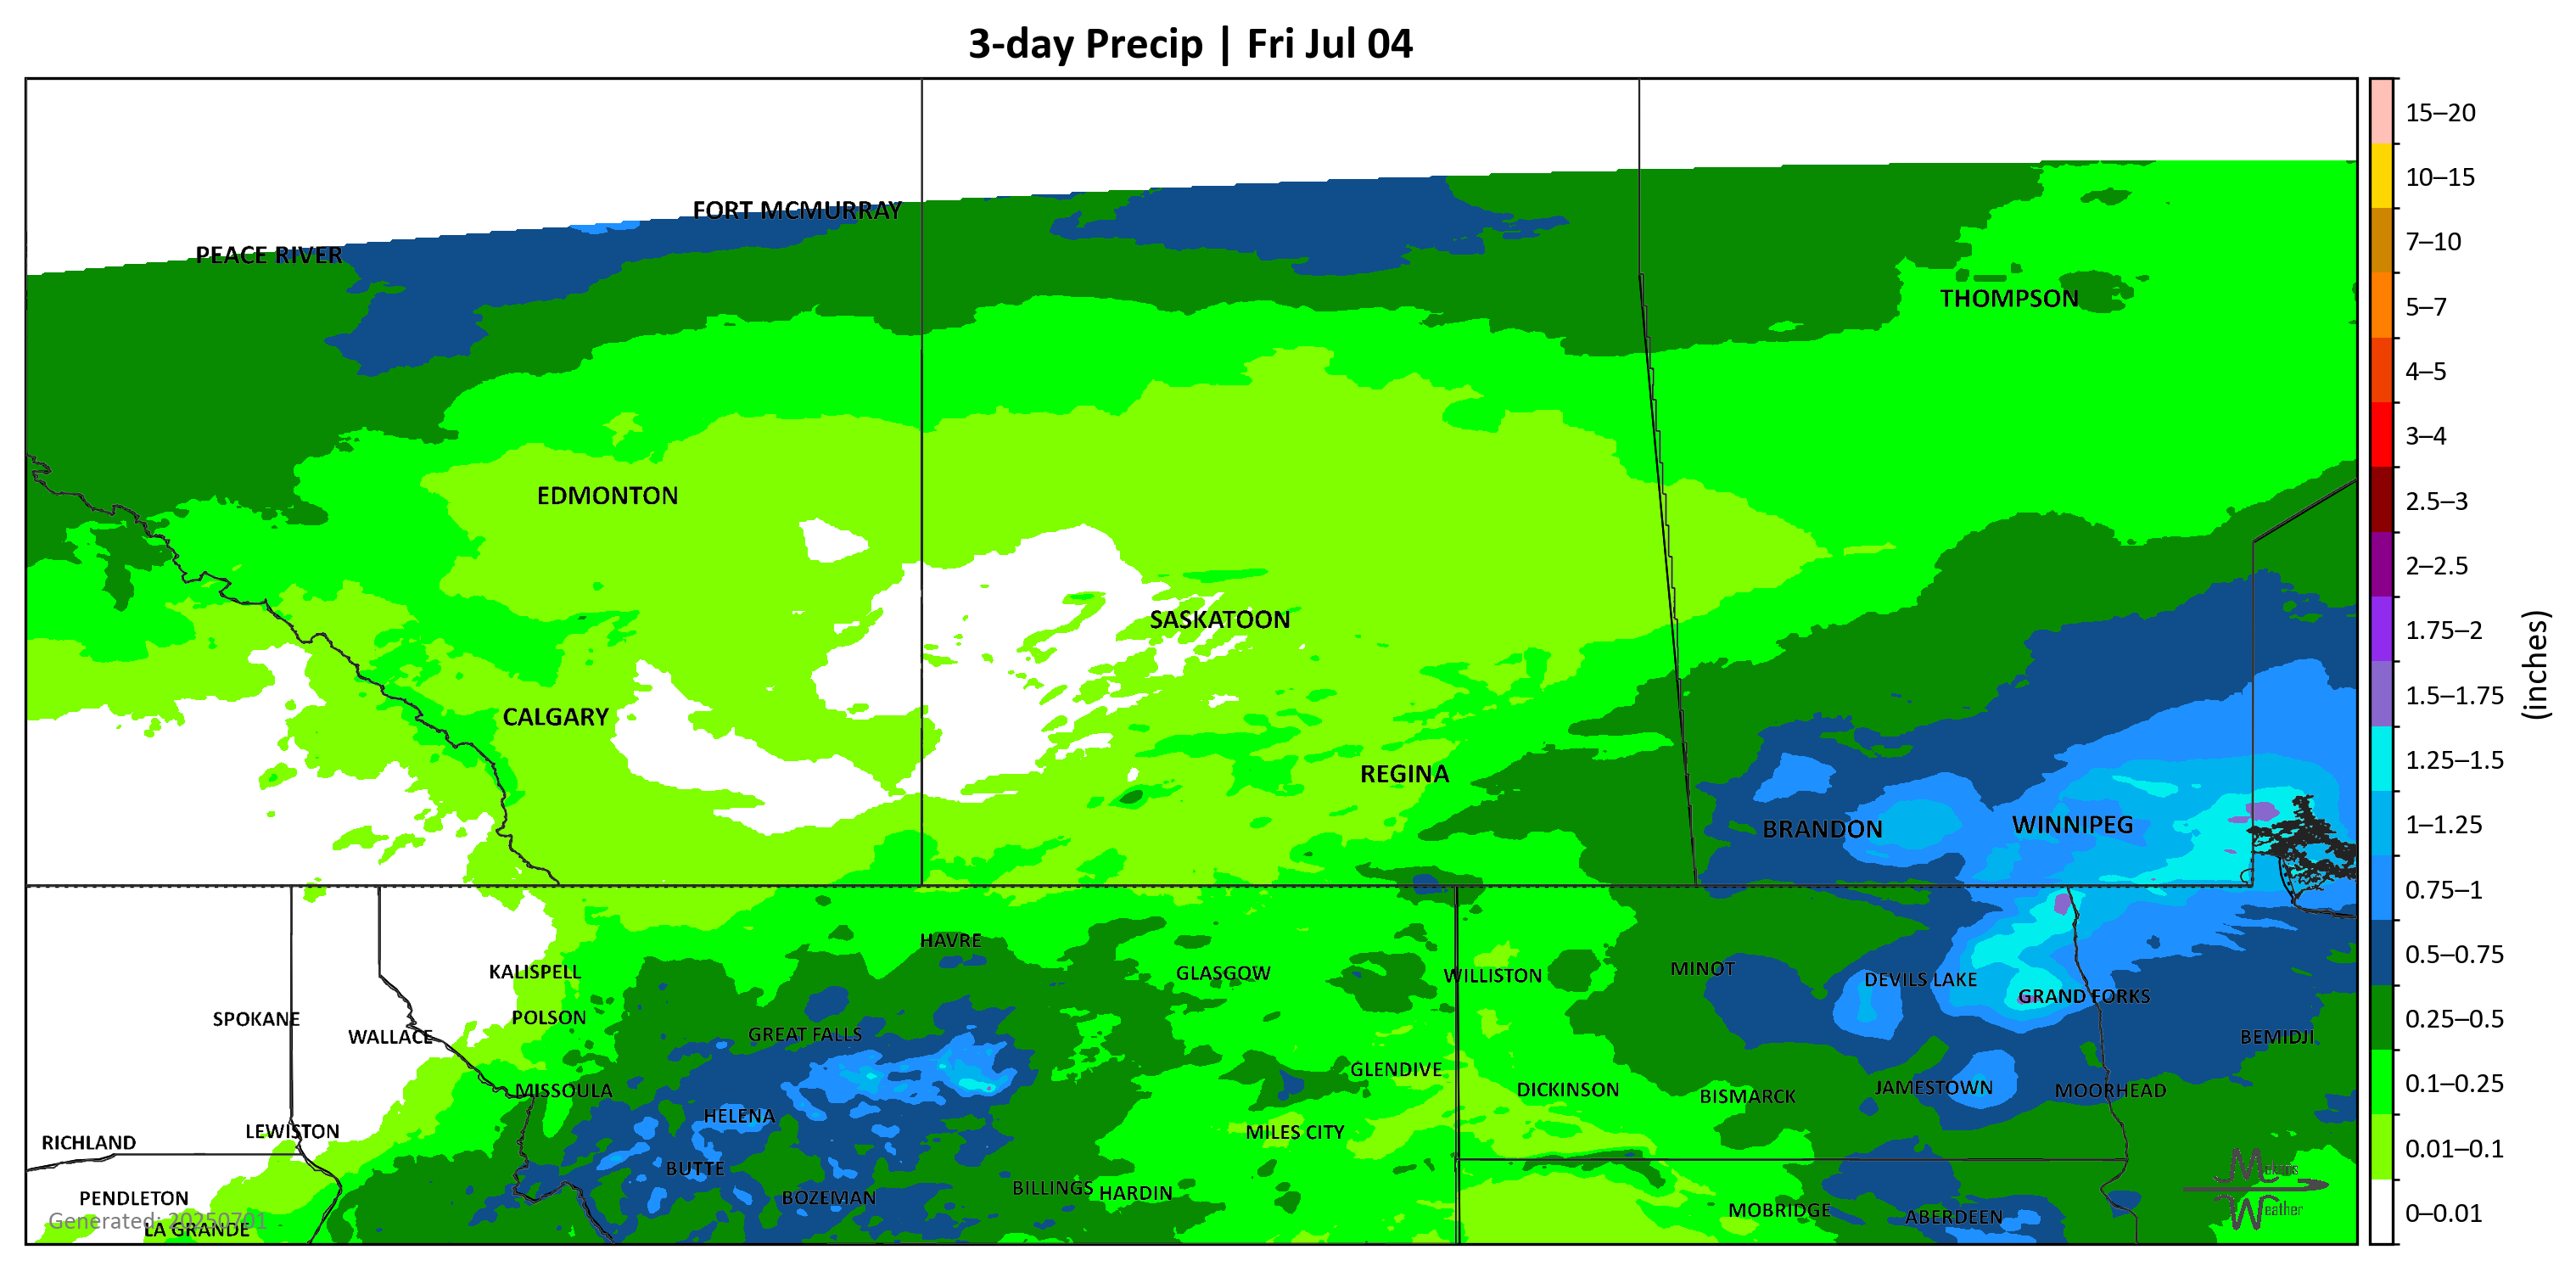 3-day Precip | Fri Jul 04
FORT MCMURRAY
PEACE RIVER
THOMPSON
EDMONTON
SASKATOON
CALGARY
REGINA
BRANDON
WINNIPEG
HAVRE
KALISPELL
GLASGOW
WILLISTON
MINOT
DEVILS LAKE
GRAND FORKS
SPOKANE
POLSON
WALLACE
GREAT FALLS
BEMIDJI
GLENDIVE
MISSOULA
DICKINSON
BISMARCK
JAMESTOWN
MOORHEAD
HELENA
LEWISTON
MILES CITY
RICHLAND
BUTTE
BILLINGS
HARDIN
PENDLETON
BOZEMAN
MOBRIDGE
ABERDEEN
Generated: 20250701
LA GRANDE
Weather
15–20
10–15
7–10
5–7
4–5
3–4
2.5–3
2–2.5
1.75–2
1.5–1.75
1.25–1.5
1–1.25
0.75–1
0.5–0.75
0.25–0.5
0.1–0.25
0.01–0.1
0–0.01
(inches)